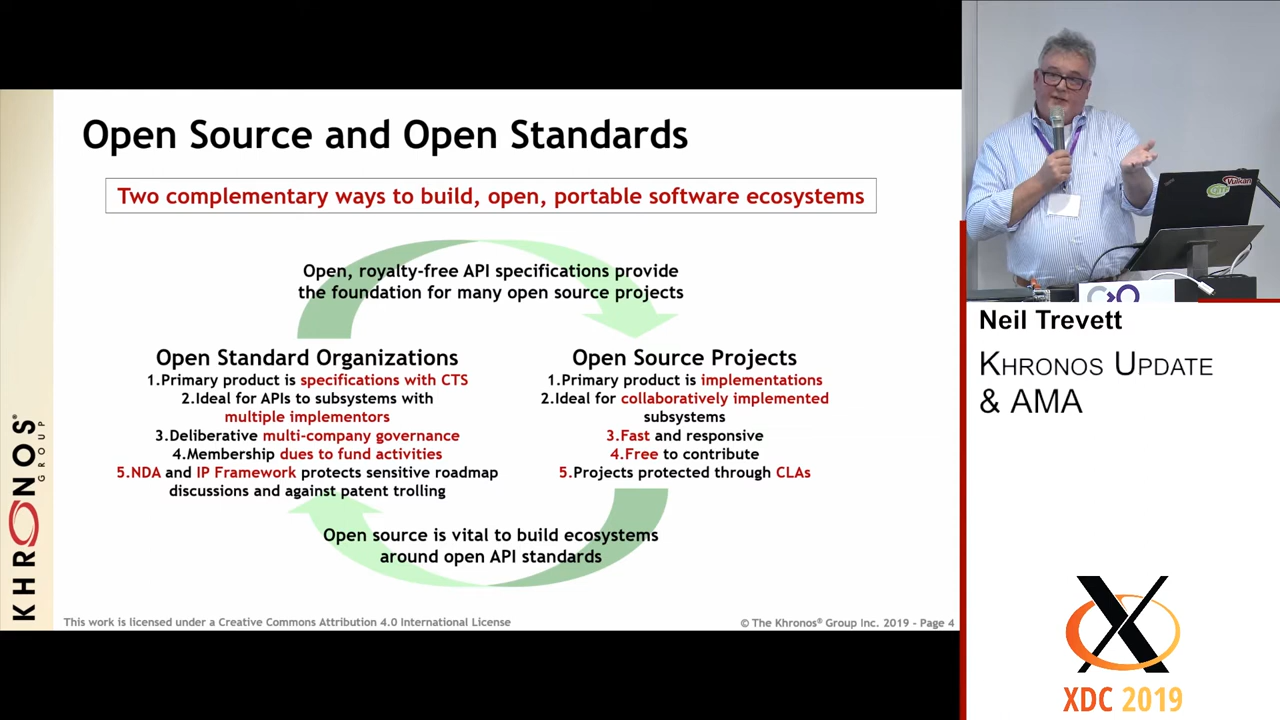 Open Source and Open Standards
Two complementary ways to build, open, portable software ecosystems
Open, royalty-free API specifications provide
the foundation for many open source projects
Open Standard Organizations
1.Primary product is specifications with CTS
2.Ideal for APIs to subsystems with
multiple implementors
3.Deliberative multi-company governance
4.Membership dues to fund activities
5.NDA and IP Framework protects sensitive roadmap
discussions and against patent trolling
Open Source Projects
1.Primary product is implementations
2.Ideal for collaboratively implemented
subsystems
3.Fast and responsive
4.Free to contribute
5.Projects protected through CLAs
Open source is vital to build ecosystems
around open API standards
KHRONOS®
GROUP
This work is licensed under a Creative Commons Attribution 4.0 International License
© The Khronos® Group Inc. 2019 - Page 4
Vulkan
Neil Trevett
KHRONOS UPDATE
& AMA
X
XDC 2019